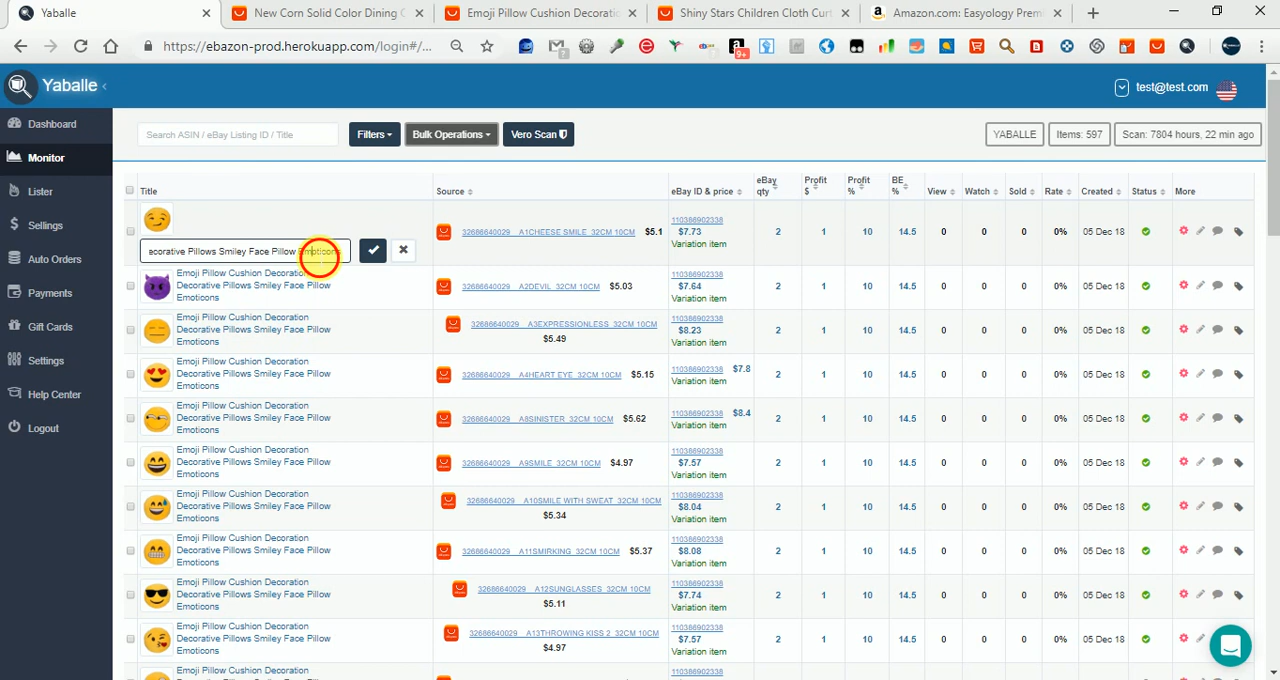 Yaballe
New Corn Solid Color Dining C
Emoji Pillow Cushion Decoratio
Shiny Stars Children Cloth Curt
Amazon.com: Easyology Prem
https://ebazon-prod.herokuapp.com/login#/...
9+
Yaballe
test@test.com
Dashboard
Monitor
Lister
Sellings
Auto Orders
Payments
Gift Cards
Settings
Help Center
Logout
Search ASIN / eBay Listing ID / Title
Filters
Bulk Operations
Vero Scan
YABALLE
Items: 597
Scan: 7804 hours, 22 min ago
Title Source eBay ID & price eBay qty Profit $ Profit % BE % View Watch Sold Rate Created Status More
ecorative Pillows Smiley Face Pillow Emoticons
32686640029__A1CHEESE SMILE_32CM 10CM $5.1
110386902338
$7.73
Variation item
2 1 10 14.5 0 0 0 0% 05 Dec 18
Emoji Pillow Cushion Decoration
Decorative Pillows Smiley Face Pillow
Emoticons
32686640029__A2DEVIL_32CM 10CM $5.03
110386902338
$7.64
Variation item
2 1 10 14.5 0 0 0 0% 05 Dec 18
Emoji Pillow Cushion Decoration
Decorative Pillows Smiley Face Pillow
Emoticons
32686640029__A3EXPRESSIONLESS_32CM 10CM
$5.49
110386902338
$8.23
Variation item
2 1 10 14.5 0 0 0 0% 05 Dec 18
Emoji Pillow Cushion Decoration
Decorative Pillows Smiley Face Pillow
Emoticons
32686640029__A4HEART EYE_32CM 10CM $5.15
110386902338 $7.8
Variation item
2 1 10 14.5 0 0 0 0% 05 Dec 18
Emoji Pillow Cushion Decoration
Decorative Pillows Smiley Face Pillow
Emoticons
32686640029__A8SINISTER_32CM 10CM $5.62
110386902338 $8.4
Variation item
2 1 10 14.5 0 0 0 0% 05 Dec 18
Emoji Pillow Cushion Decoration
Decorative Pillows Smiley Face Pillow
Emoticons
32686640029__A9SMILE_32CM 10CM $4.97
110386902338
$7.57
Variation item
2 1 10 14.5 0 0 0 0% 05 Dec 18
Emoji Pillow Cushion Decoration
Decorative Pillows Smiley Face Pillow
Emoticons
32686640029__A10SMILE WITH SWEAT_32CM 10CM
$5.34
110386902338
$8.04
Variation item
2 1 10 14.5 0 0 0 0% 05 Dec 18
Emoji Pillow Cushion Decoration
Decorative Pillows Smiley Face Pillow
Emoticons
32686640029__A11SMIRKING_32CM 10CM $5.37
110386902338
$8.08
Variation item
2 1 10 14.5 0 0 0 0% 05 Dec 18
Emoji Pillow Cushion Decoration
Decorative Pillows Smiley Face Pillow
Emoticons
32686640029__A12SUNGLASSES_32CM 10CM
$5.11
110386902338
$7.74
Variation item
2 1 10 14.5 0 0 0 0% 05 Dec 18
Emoji Pillow Cushion Decoration
Decorative Pillows Smiley Face Pillow
Emoticons
32686640029__A13THROWING KISS 2_32CM 10CM
$4.97
110386902338
$7.57
Variation item
2 1 10 14.5 0 0 0 0% 05 Dec 18
Emoji Pillow Cushion Decoration
110386902338